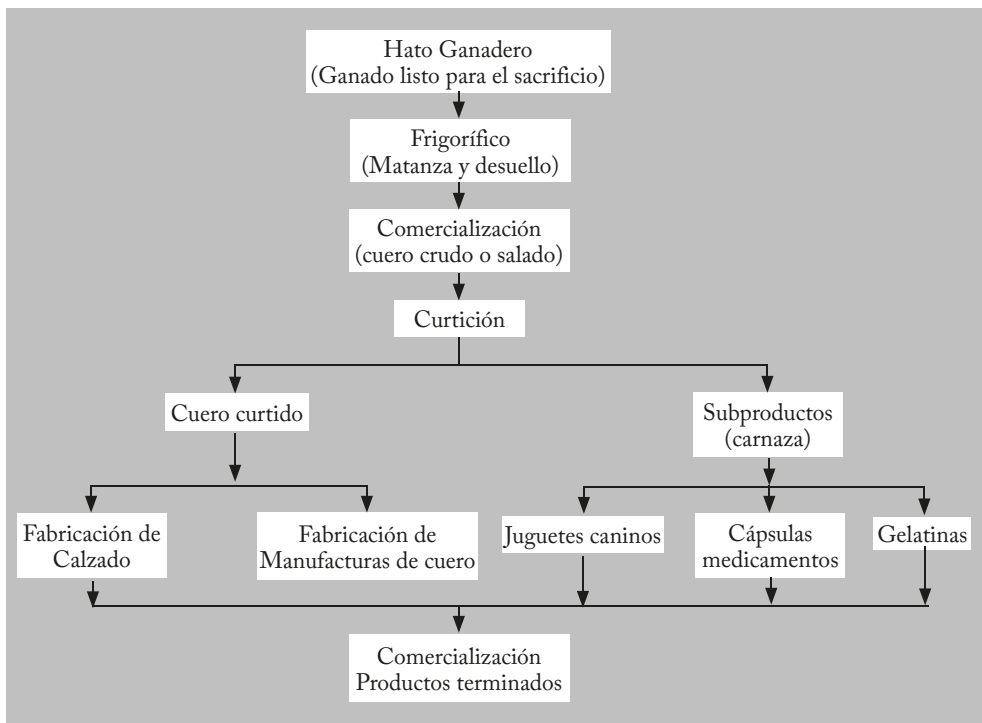 Hato Ganadero
(Ganado listo para el sacrificio)
Frigorífico
(Matanza y desuello)
Comercialización
(cuero crudo o salado)
Curtición
Cuero curtido
Subproductos
(carnaza)
Fabricación de
Calzado
Fabricación de
Manufacturas de cuero
Juguetes caninos
Cápsulas
medicamentos
Gelatinas
Comercialización
Productos terminados